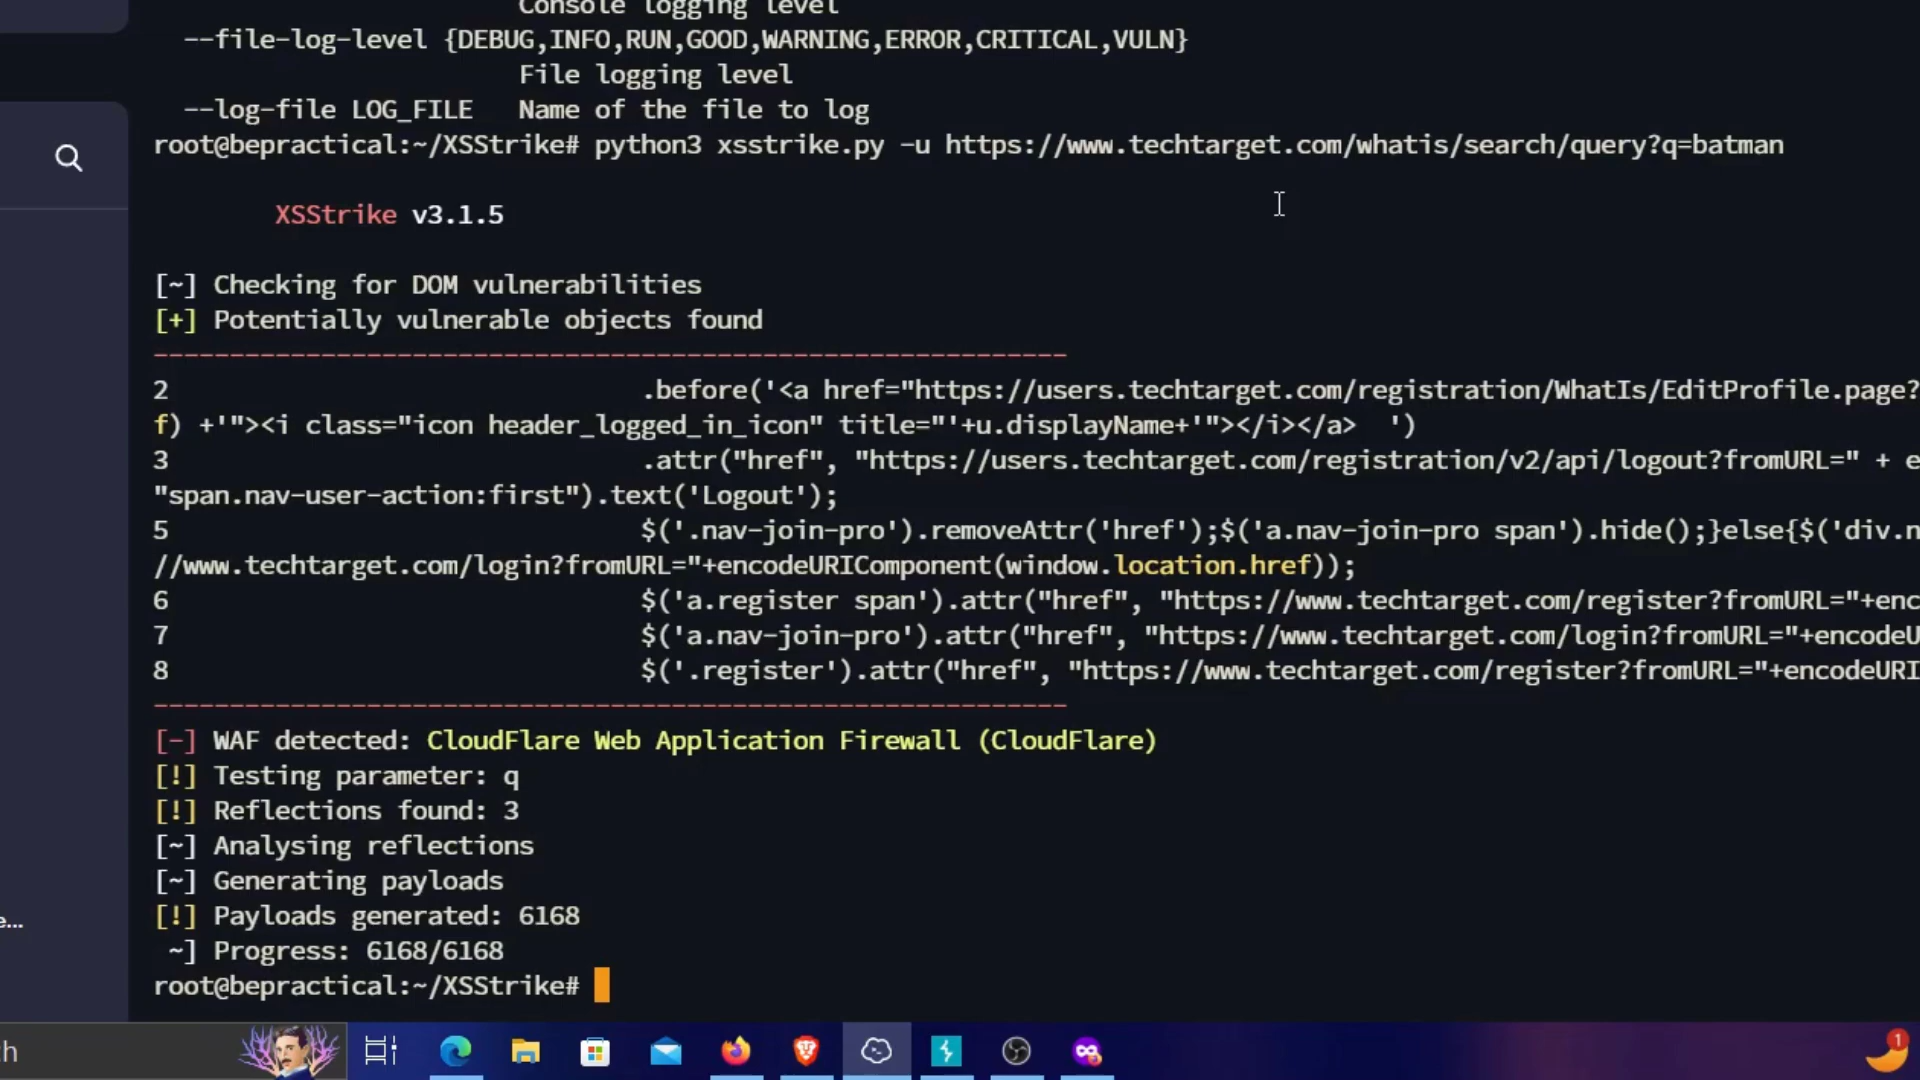 Console logging level
--file-log-level {DEBUG,INFO,RUN,GOOD,WARNING,ERROR,CRITICAL,VULN}
File logging level
--log-file LOG_FILE   Name of the file to log
root@bepractical:~/XSStrike# python3 xsstrike.py -u https://www.techtarget.com/whatis/search/query?q=batman
XSStrike v3.1.5
[~] Checking for DOM vulnerabilities
[+] Potentially vulnerable objects found
------------------------------------------------------------
2 .before('<a href="https://users.techtarget.com/registration/WhatIs/EditProfile.page?
f) +'"><i class="icon header_logged_in_icon" title="'+u.displayName+'"></i></a>  ')
3 .attr("href", "https://users.techtarget.com/registration/v2/api/logout?fromURL=" + e
"span.nav-user-action:first").text('Logout');
5 $('.nav-join-pro').removeAttr('href');$('a.nav-join-pro span').hide();}else{$('div.n
//www.techtarget.com/login?fromURL="+encodeURIComponent(window.location.href));
6 $('a.register span').attr("href", "https://www.techtarget.com/register?fromURL="+enc
7 $('a.nav-join-pro').attr("href", "https://www.techtarget.com/login?fromURL="+encodeU
8 $('.register').attr("href", "https://www.techtarget.com/register?fromURL="+encodeURI
------------------------------------------------------------
[-] WAF detected: CloudFlare Web Application Firewall (CloudFlare)
[!] Testing parameter: q
[!] Reflections found: 3
[~] Analysing reflections
[~] Generating payloads
[!] Payloads generated: 6168
e...
~] Progress: 6168/6168
root@bepractical:~/XSStrike#
h
1